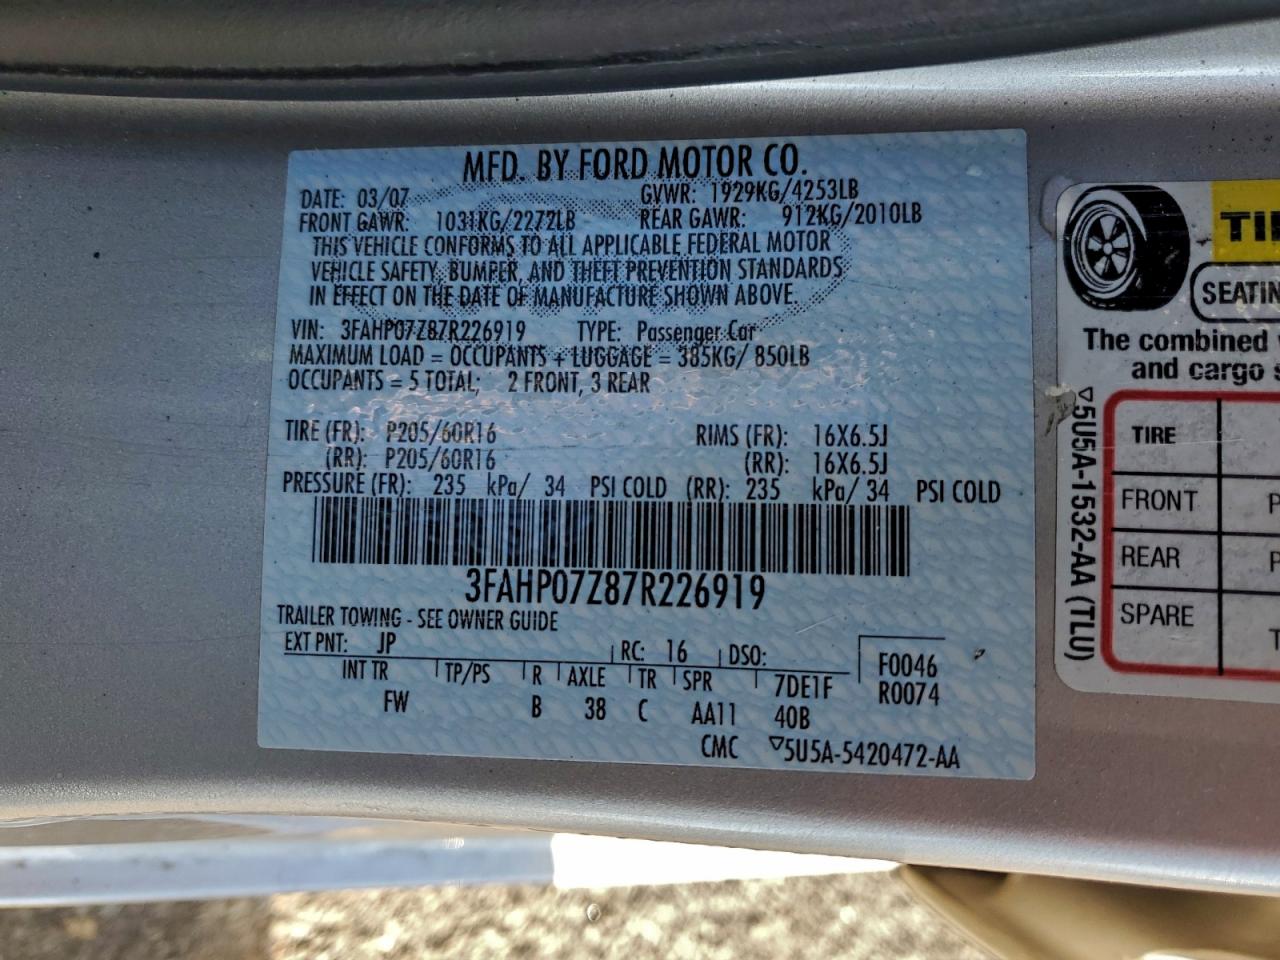 MFD. BY FORD MOTOR CO.
DATE: 03/07 GVWR: 1929KG/4253LB
FRONT GAWR: 1031KG/2272LB REAR GAWR: 912KG/2010LB
THIS VEHICLE CONFORMS TO ALL APPLICABLE FEDERAL MOTOR
VEHICLE SAFETY, BUMPER, AND THEFT PREVENTION STANDARDS
IN EFFECT ON THE DATE OF MANUFACTURE SHOWN ABOVE.
VIN: 3FAHP07Z87R226919 TYPE: Passenger Car
MAXIMUM LOAD = OCCUPANTS + LUGGAGE = 385KG/ 850LB
OCCUPANTS = 5 TOTAL; 2 FRONT, 3 REAR
TIRE (FR): P205/60R16 RIMS (FR): 16X6.5J
(RR): P205/60R16 (RR): 16X6.5J
PRESSURE (FR): 235 kPa/ 34 PSI COLD (RR): 235 kPa/ 34 PSI COLD
3FAHP07Z87R226919
TRAILER TOWING - SEE OWNER GUIDE
EXT PNT: JP RC: 16 DSO: F0046
INT TR TP/PS R AXLE TR SPR 7DE1F R0074
FW B 38 C AA11 40B
CMC ▽5U5A-5420472-AA
SEATIN
The combined
and cargo s
TIRE
FRONT P
REAR P
SPARE T
▽5U5A-1532-AA (TLU)